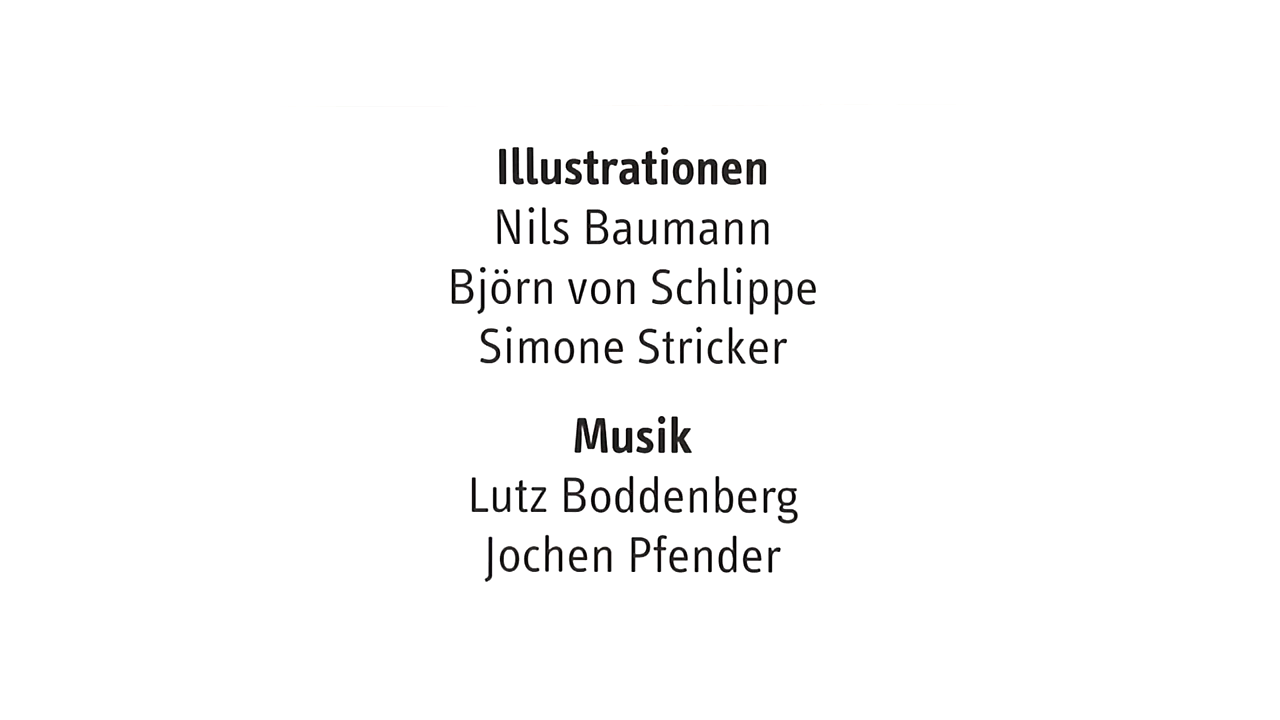 Illustrationen
Nils Baumann
Björn von Schlippe
Simone Stricker
Musik
Lutz Boddenberg
Jochen Pfender